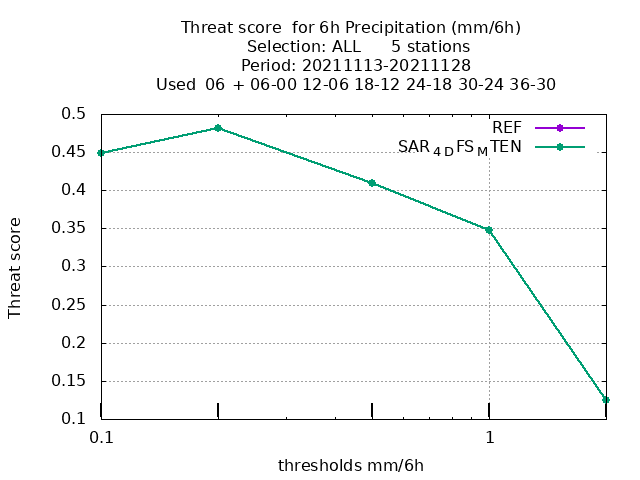 Threat score  for 6h Precipitation (mm/6h)
Selection: ALL      5 stations
Period: 20211113-20211128
Used  06 + 06-00 12-06 18-12 24-18 30-24 36-30
REF
SAR4DFSMTEN
0.5
0.45
0.4
0.35
0.3
0.25
0.2
0.15
0.1
Threat score
0.1
1
thresholds mm/6h